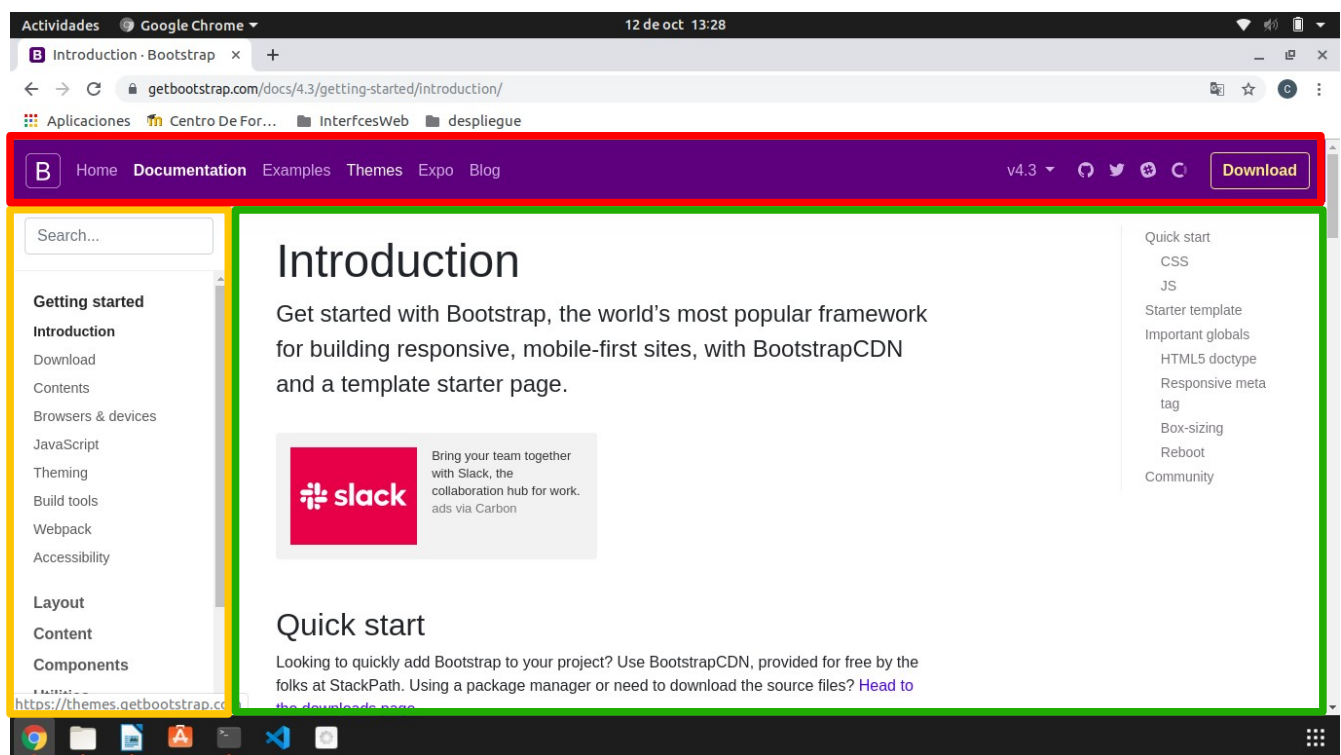 Actividades Google Chrome 12 de oct 13:28
Introduction · Bootstrap × +
getbootstrap.com/docs/4.3/getting-started/introduction/
Aplicaciones Centro De For... InterfcesWeb despliegue
B Home Documentation Examples Themes Expo Blog v4.3 Download
Search...
Getting started
Introduction
Download
Contents
Browsers & devices
JavaScript
Theming
Build tools
Webpack
Accessibility
Layout
Content
Components
Utilities
https://themes.getbootstrap.com
Introduction
Get started with Bootstrap, the world's most popular framework
for building responsive, mobile-first sites, with BootstrapCDN
and a template starter page.
slack
Bring your team together
with Slack, the
collaboration hub for work.
ads via Carbon
Quick start
Looking to quickly add Bootstrap to your project? Use BootstrapCDN, provided for free by the
folks at StackPath. Using a package manager or need to download the source files? Head to
the downloads page
Quick start
CSS
JS
Starter template
Important globals
HTML5 doctype
Responsive meta
tag
Box-sizing
Reboot
Community